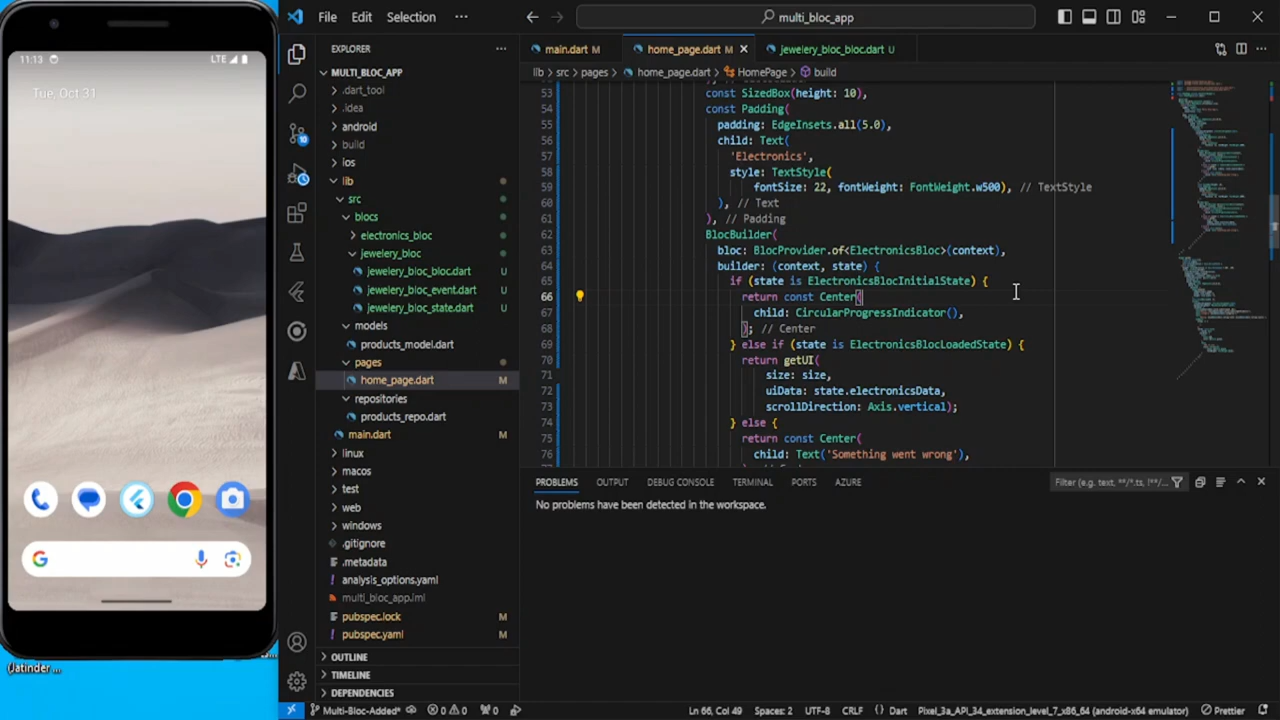 11:13
LTE
Tue, Oct 31
(Jatinder ...
File Edit Selection ···
multi_bloc_app
EXPLORER
MULTI_BLOC_APP
.dart_tool
.idea
android
build
ios
lib
src
blocs
electronics_bloc
jewelery_bloc
jewelery_bloc_bloc.dart U
jewelery_bloc_event.dart U
jewelery_bloc_state.dart U
models
products_model.dart
pages
home_page.dart M
repositories
products_repo.dart
main.dart M
linux
macos
test
web
windows
.gitignore
.metadata
analysis_options.yaml
multi_bloc_app.iml
pubspec.lock M
pubspec.yaml M
OUTLINE
TIMELINE
DEPENDENCIES
main.dart M home_page.dart M jewelery_bloc_bloc.dart U
lib > src > pages > home_page.dart > HomePage > build
53 const SizedBox(height: 10),
54 const Padding(
55 padding: EdgeInsets.all(5.0),
56 child: Text(
57 'Electronics',
58 style: TextStyle(
59 fontSize: 22, fontWeight: FontWeight.w500), // TextStyle
60 ), // Text
61 ), // Padding
62 BlocBuilder(
63 bloc: BlocProvider.of<ElectronicsBloc>(context),
64 builder: (context, state) {
65 if (state is ElectronicsBlocInitialState) {
66 return const Center(
67 child: CircularProgressIndicator(),
68 ); // Center
69 } else if (state is ElectronicsBlocLoadedState) {
70 return getUI(
71 size: size,
72 uiData: state.electronicsData,
73 scrollDirection: Axis.vertical);
74 } else {
75 return const Center(
76 child: Text('Something went wrong'),
PROBLEMS OUTPUT DEBUG CONSOLE TERMINAL PORTS AZURE
Filter (e.g. text, **/*.ts, !**/...
No problems have been detected in the workspace.
Multi-Bloc-Added* 0 0 0 Ln 66, Col 49 Spaces: 2 UTF-8 CRLF {} Dart Pixel_3a_API_34_extension_level_7_x86_64 (android-x64 emulator) Prettier